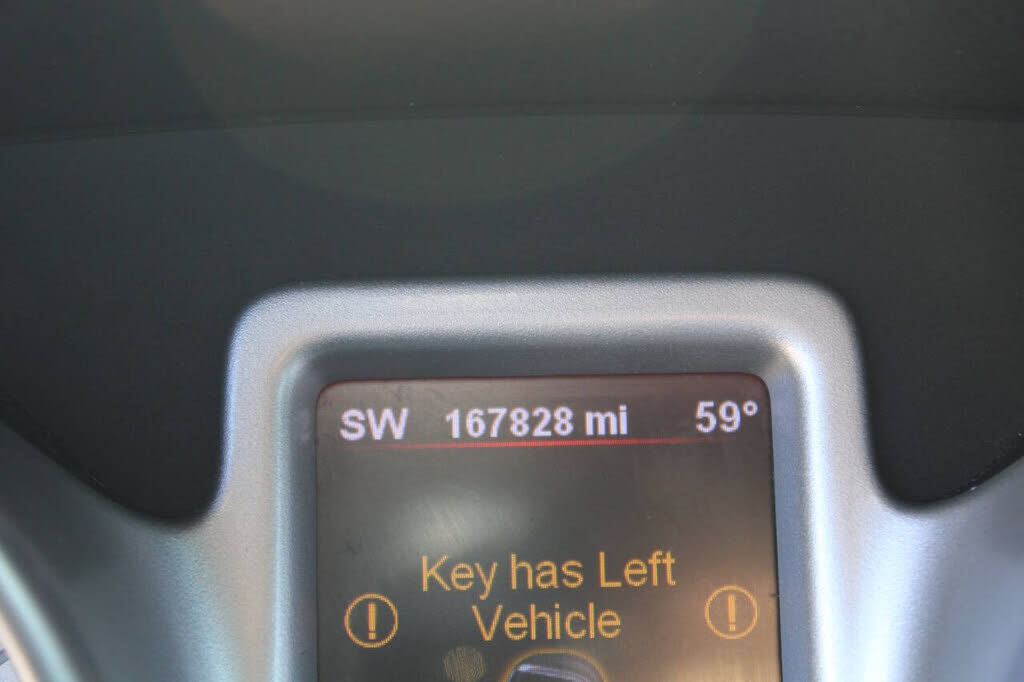 SW 167828 mi 59°
Key has Left
Vehicle